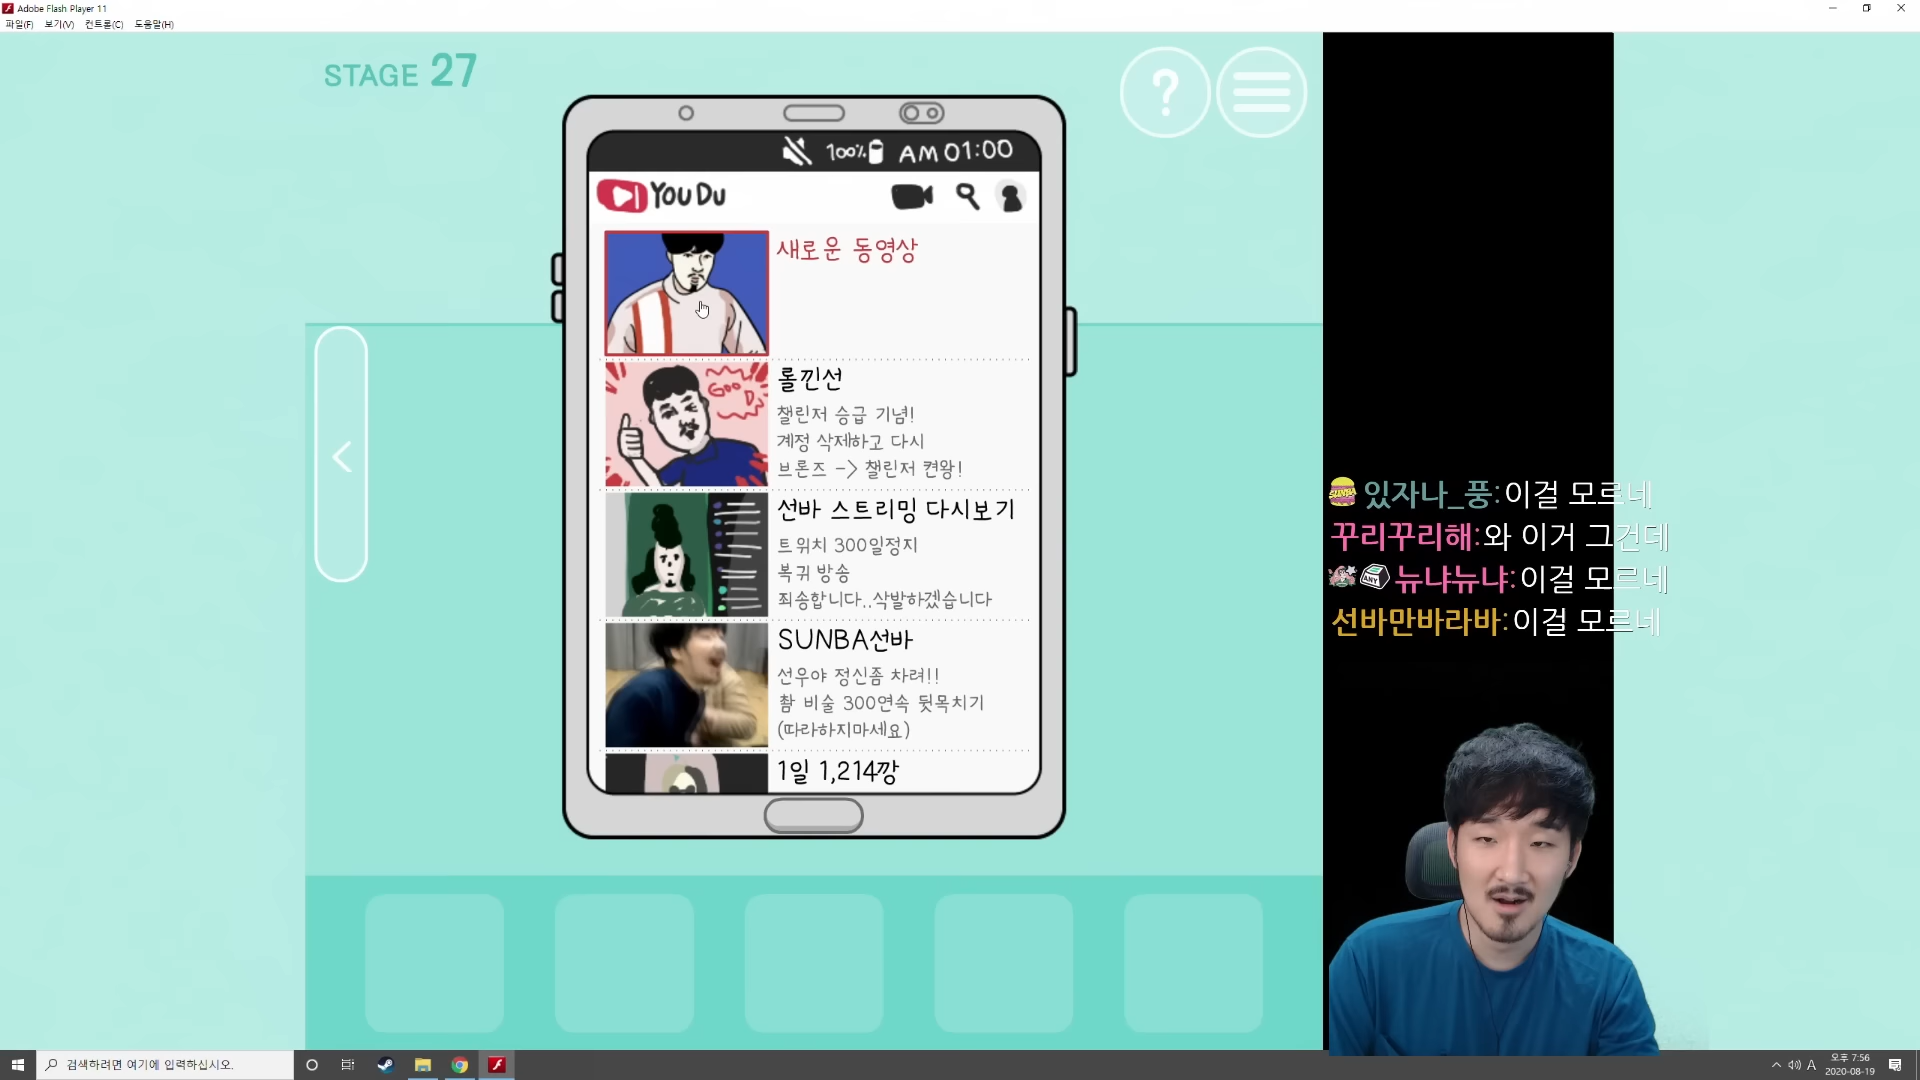 Adobe Flash Player 11
파일(F) 보기(V) 컨트롤(C) 도움말(H)
STAGE 27
?
100% AM 01:00
You Du
새로운 동영상
GOOD
롤낀선
챌린저 승급 기념!
계정 삭제하고 다시
브론즈 -> 챌린저 켠왕!
선바 스트리밍 다시보기
트위치 300일정지
복귀 방송
죄송합니다..삭발하겠습니다
SUNBA선바
선우야 정신좀 차려!!
촴 비술 300연속 뒷목치기
(따라하지마세요)
1일 1,214깡
SUNBA 있자나_풍:이걸 모르네
꾸리꾸리해:와 이거 그건데
ANY 뉴냐뉴냐:이걸 모르네
선바만바라바:이걸 모르네
검색하려면 여기에 입력하십시오.
A
오후 7:56
2020-08-19